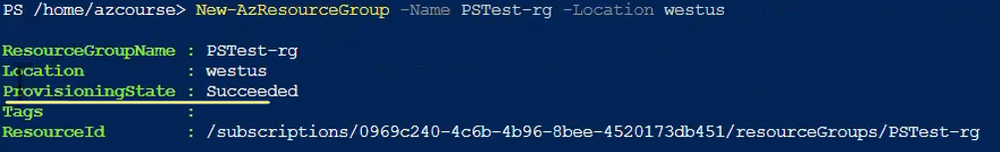 PS /home/azcourse> New-AzResourceGroup -Name PSTest-rg -Location westus
ResourceGroupName : PSTest-rg
Location          : westus
ProvisioningState : Succeeded
Tags              :
ResourceId        : /subscriptions/0969c240-4c6b-4b96-8bee-4520173db451/resourceGroups/PSTest-rg